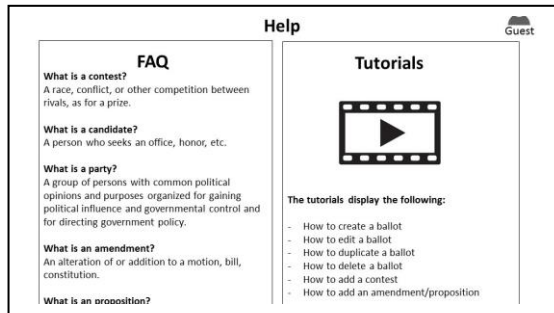 Help
Guest
FAQ
What is a contest?
A race, conflict, or other competition between
rivals, as for a prize.
What is a candidate?
A person who seeks an office, honor, etc.
What is a party?
A group of persons with common political
opinions and purposes organized for gaining
political influence and governmental control and
for directing government policy.
What is an amendment?
An alteration of or addition to a motion, bill,
constitution.
What is an proposition?
Tutorials
The tutorials display the following:
- How to create a ballot
- How to edit a ballot
- How to duplicate a ballot
- How to delete a ballot
- How to add a contest
- How to add an amendment/proposition